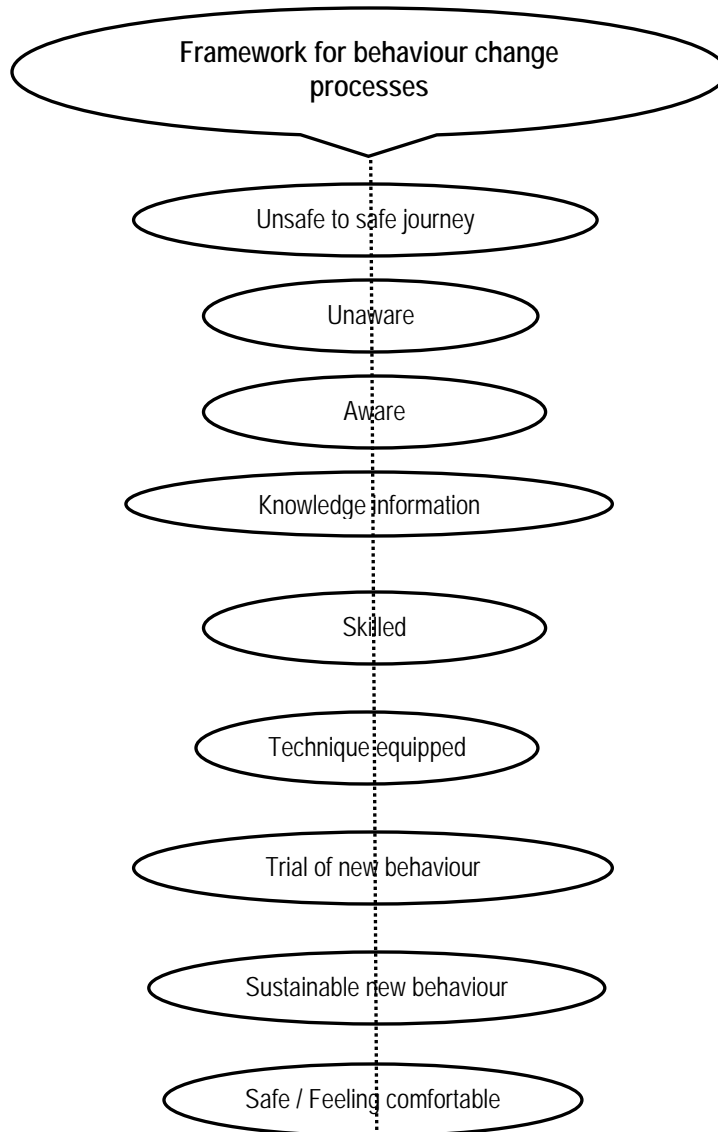 Framework for behaviour change
processes
Unsafe to safe journey
Unaware
Aware
Knowledge information
Skilled
Technique equipped
Trial of new behaviour
Sustainable new behaviour
Safe / Feeling comfortable